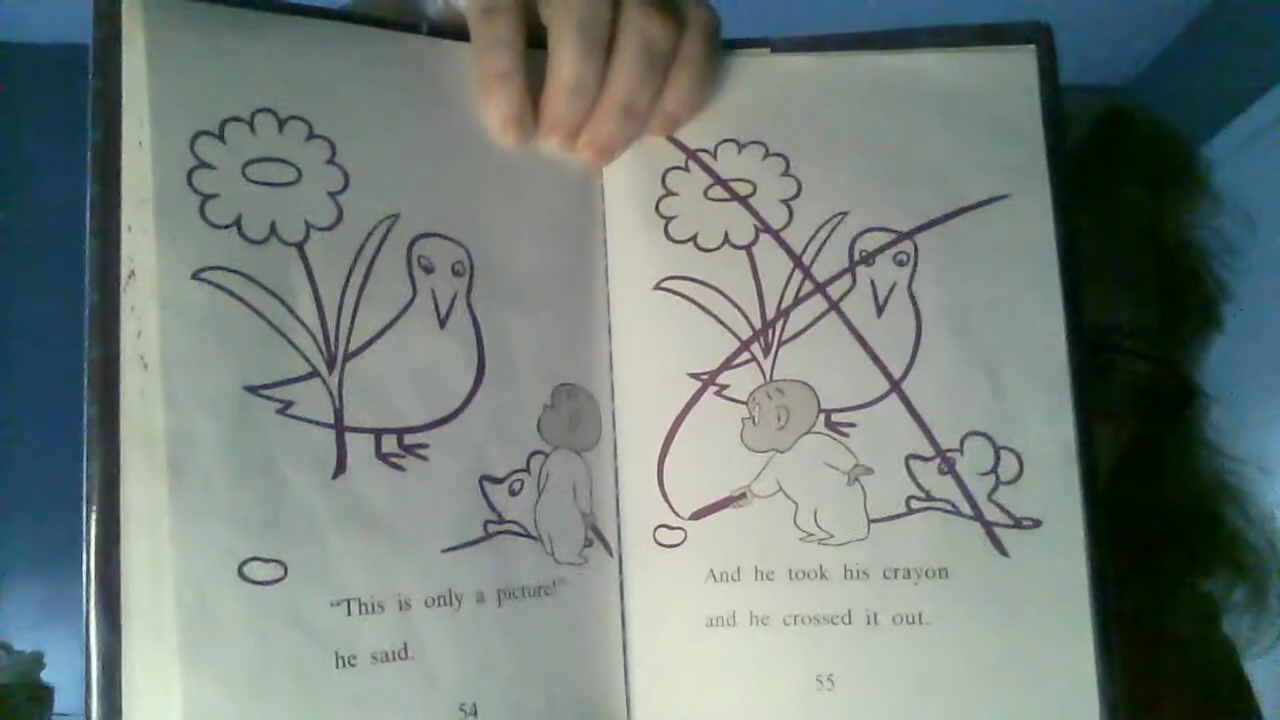 “This is only a picture!”
he said.
54
And he took his crayon
and he crossed it out.
55